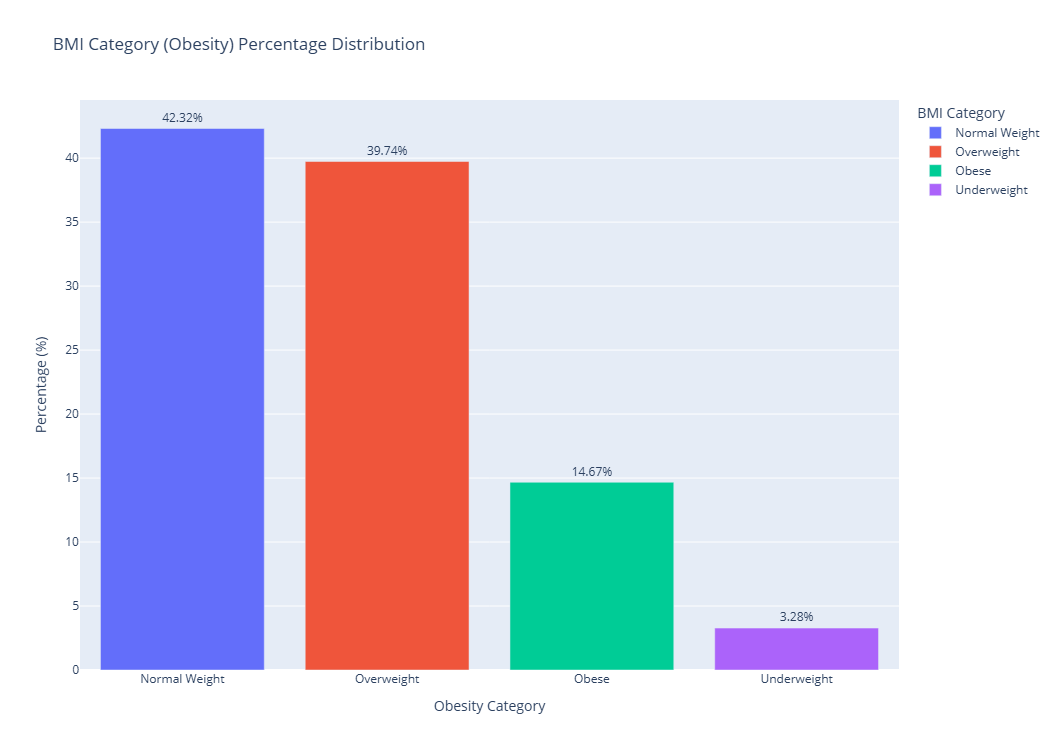 BMI Category (Obesity) Percentage Distribution
BMI Category
Normal Weight
Overweight
Obese
Underweight
42.32%
39.74%
14.67%
3.28%
Percentage (%)
40
35
30
25
20
15
10
5
0
Normal Weight
Overweight
Obese
Underweight
Obesity Category